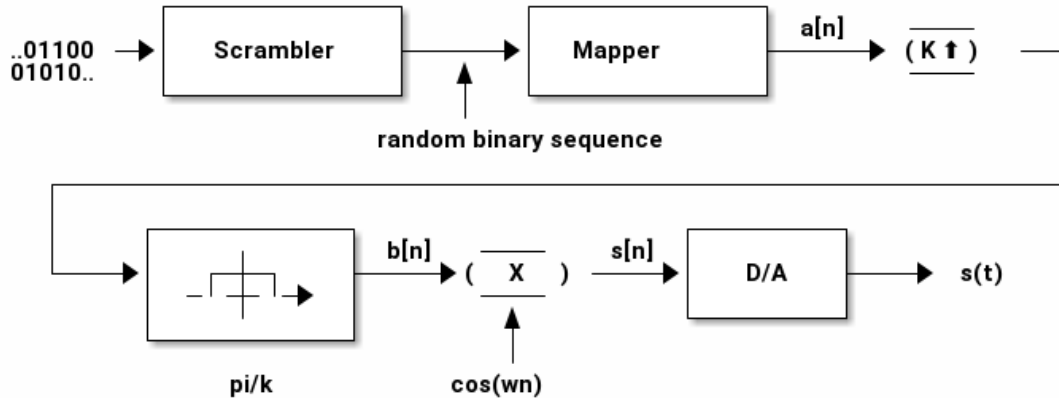 ..01100
01010..
Scrambler
Mapper
a[n]
( K ⬆ )
random binary sequence
b[n]
( X )
s[n]
D/A
s(t)
pi/k
cos(wn)